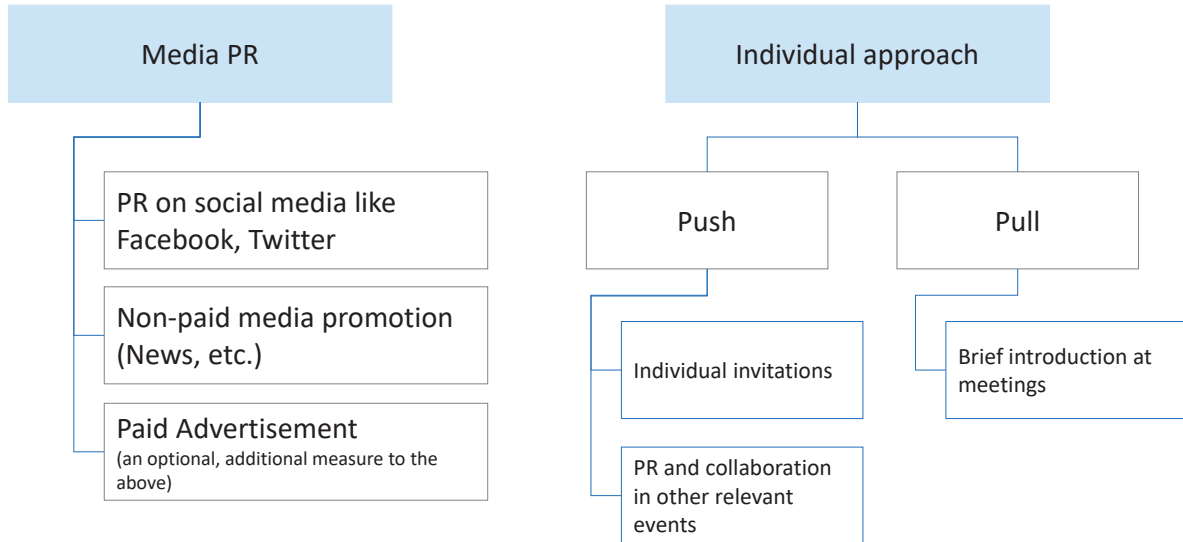 Media PR
PR on social media like
Facebook, Twitter
Non-paid media promotion
(News, etc.)
Paid Advertisement
(an optional, additional measure to the
above)
Individual approach
Push
Individual invitations
PR and collaboration
in other relevant
events
Pull
Brief introduction at
meetings